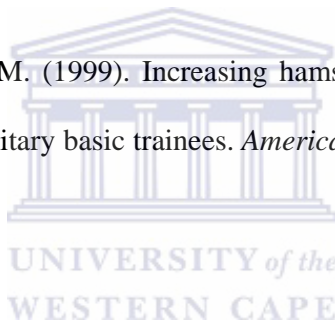 M. (1999). Increasing hams
itary basic trainees. America
UNIVERSITY of the
WESTERN CAPE